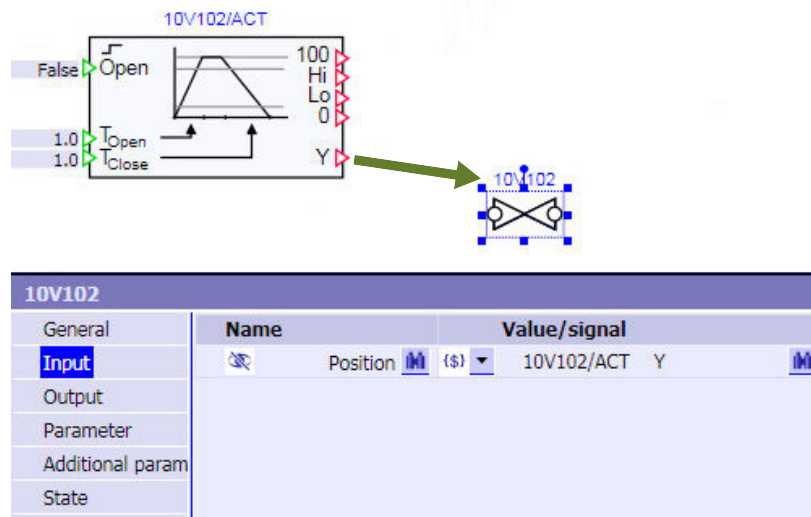 10V102/ACT
False Open 100
Hi
Lo
0
1.0 TOpen
1.0 TClose Y
10V102
10V102
General Name Value/signal
Input Position {$} 10V102/ACT Y
Output
Parameter
Additional param
State